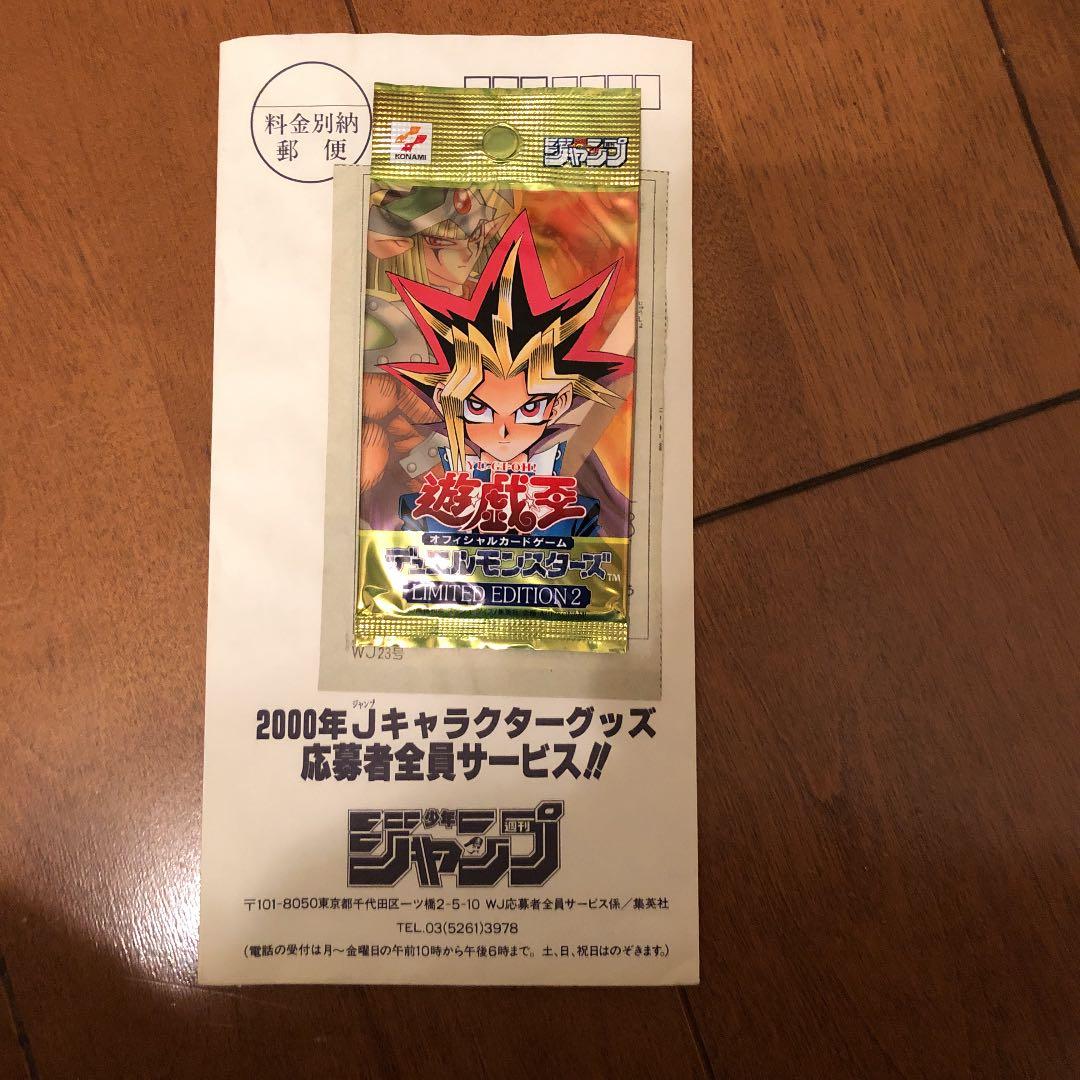 料金別納
郵便
KONAMI
ジャンプ
YU-GI-OH!
遊戯王
オフィシャルカードゲーム
デュエルモンスターズ™
LIMITED EDITION 2
WJ23号
ジャンプ
2000年Jキャラクターグッズ
応募者全員サービス!!
週刊
少年
ジャンプ
〒101-8050東京都千代田区一ツ橋2-5-10 WJ応募者全員サービス係/集英社
TEL.03(5261)3978
(電話の受付は月〜金曜日の午前10時から午後6時まで。土、日、祝日はのぞきます。)